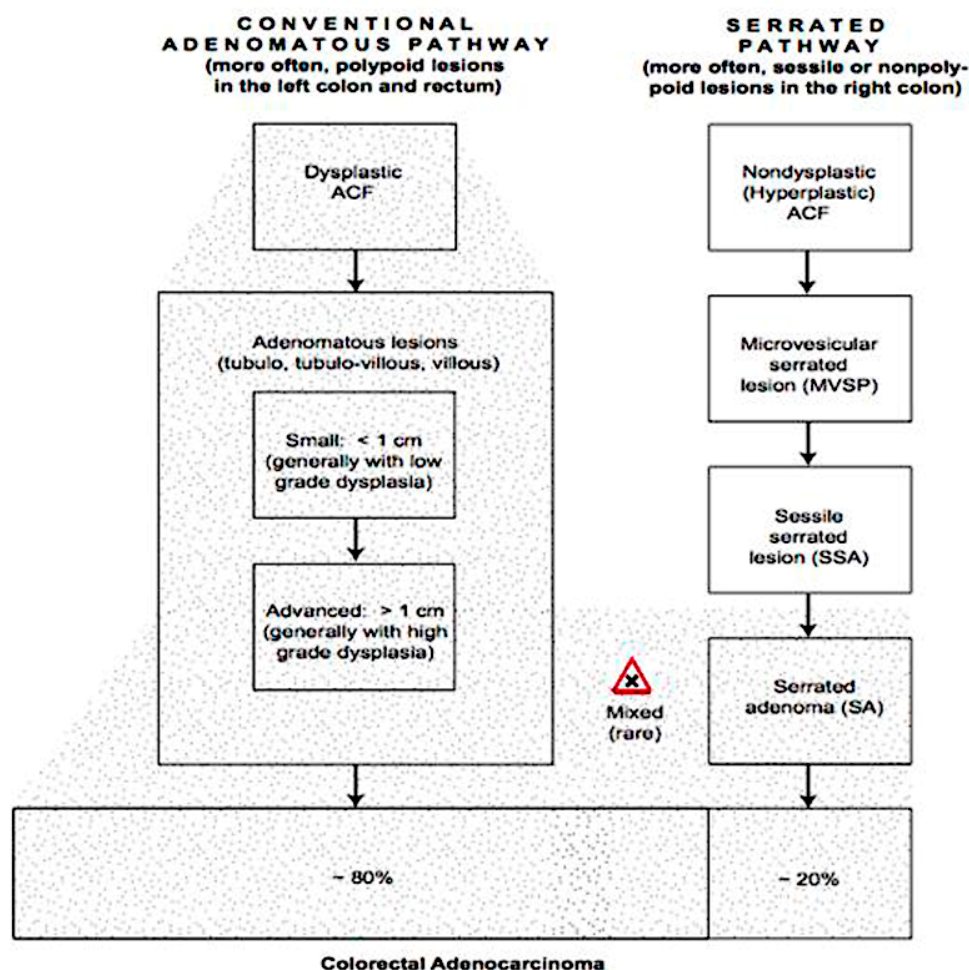 CONVENTIONAL
ADENOMATOUS PATHWAY
(more often, polypoid lesions
in the left colon and rectum)
SERRATED
PATHWAY
(more often, sessile or nonpoly-
poid lesions in the right colon)
Dysplastic
ACF
Nondysplastic
(Hyperplastic)
ACF
Adenomatous lesions
(tubulo, tubulo-villous, villous)
Small: < 1 cm
(generally with low
grade dysplasia)
Advanced: > 1 cm
(generally with high
grade dysplasia)
Microvesicular
serrated
lesion (MVSP)
Sessile
serrated
lesion (SSA)
Serrated
adenoma (SA)
Mixed
(rare)
~ 80%
~ 20%
Colorectal Adenocarcinoma